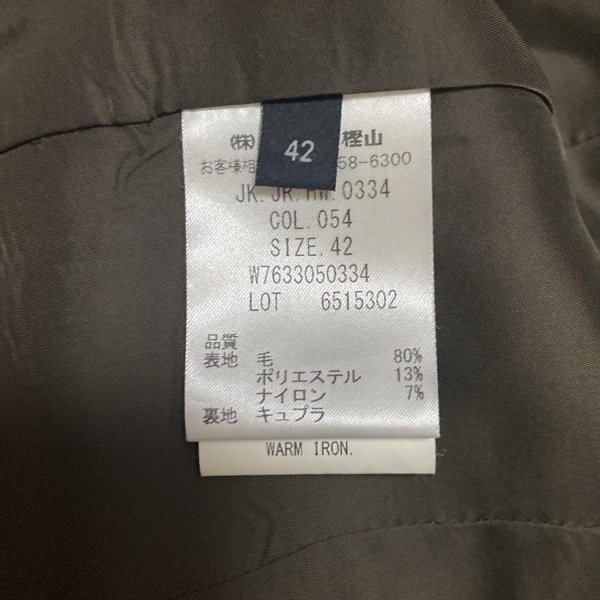 42
(株) 樫山
お客様相 58-6300
JK.JR.HW.0334
COL.054
SIZE.42
W7633050334
LOT 6515302
品質
表地 毛 80%
ポリエステル 13%
ナイロン 7%
裏地 キュプラ
WARM IRON.